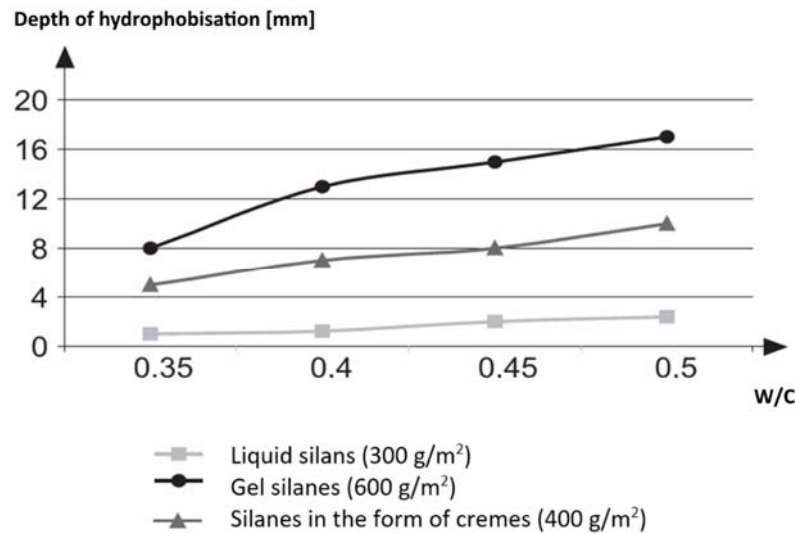 Depth of hydrophobisation [mm]
20
16
12
8
4
0
0.35 0.4 0.45 0.5
W/C
Liquid silans (300 g/m²)
Gel silanes (600 g/m²)
Silanes in the form of cremes (400 g/m²)